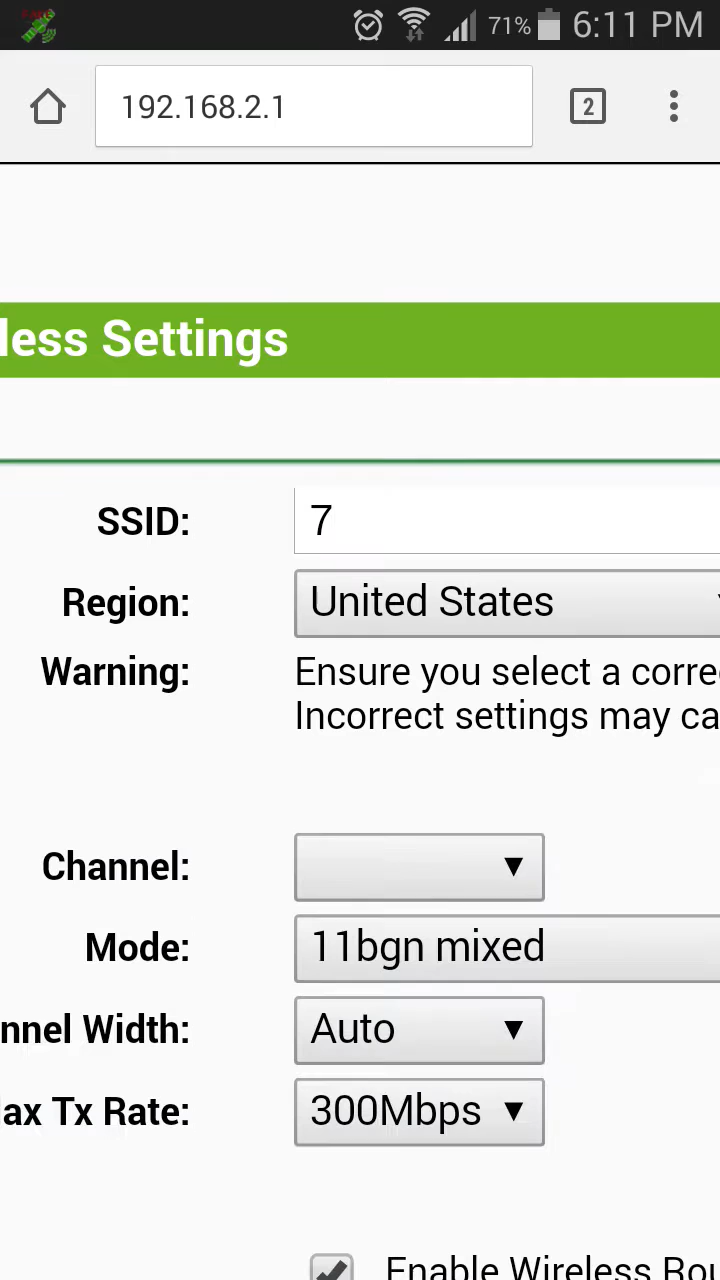 71% 6:11 PM
192.168.2.1
2
less Settings
SSID: 7
Region: United States
Warning: Ensure you select a corre
Incorrect settings may ca
Channel:
Mode: 11bgn mixed
nnel Width: Auto
ax Tx Rate: 300Mbps
Enable Wireless Rou